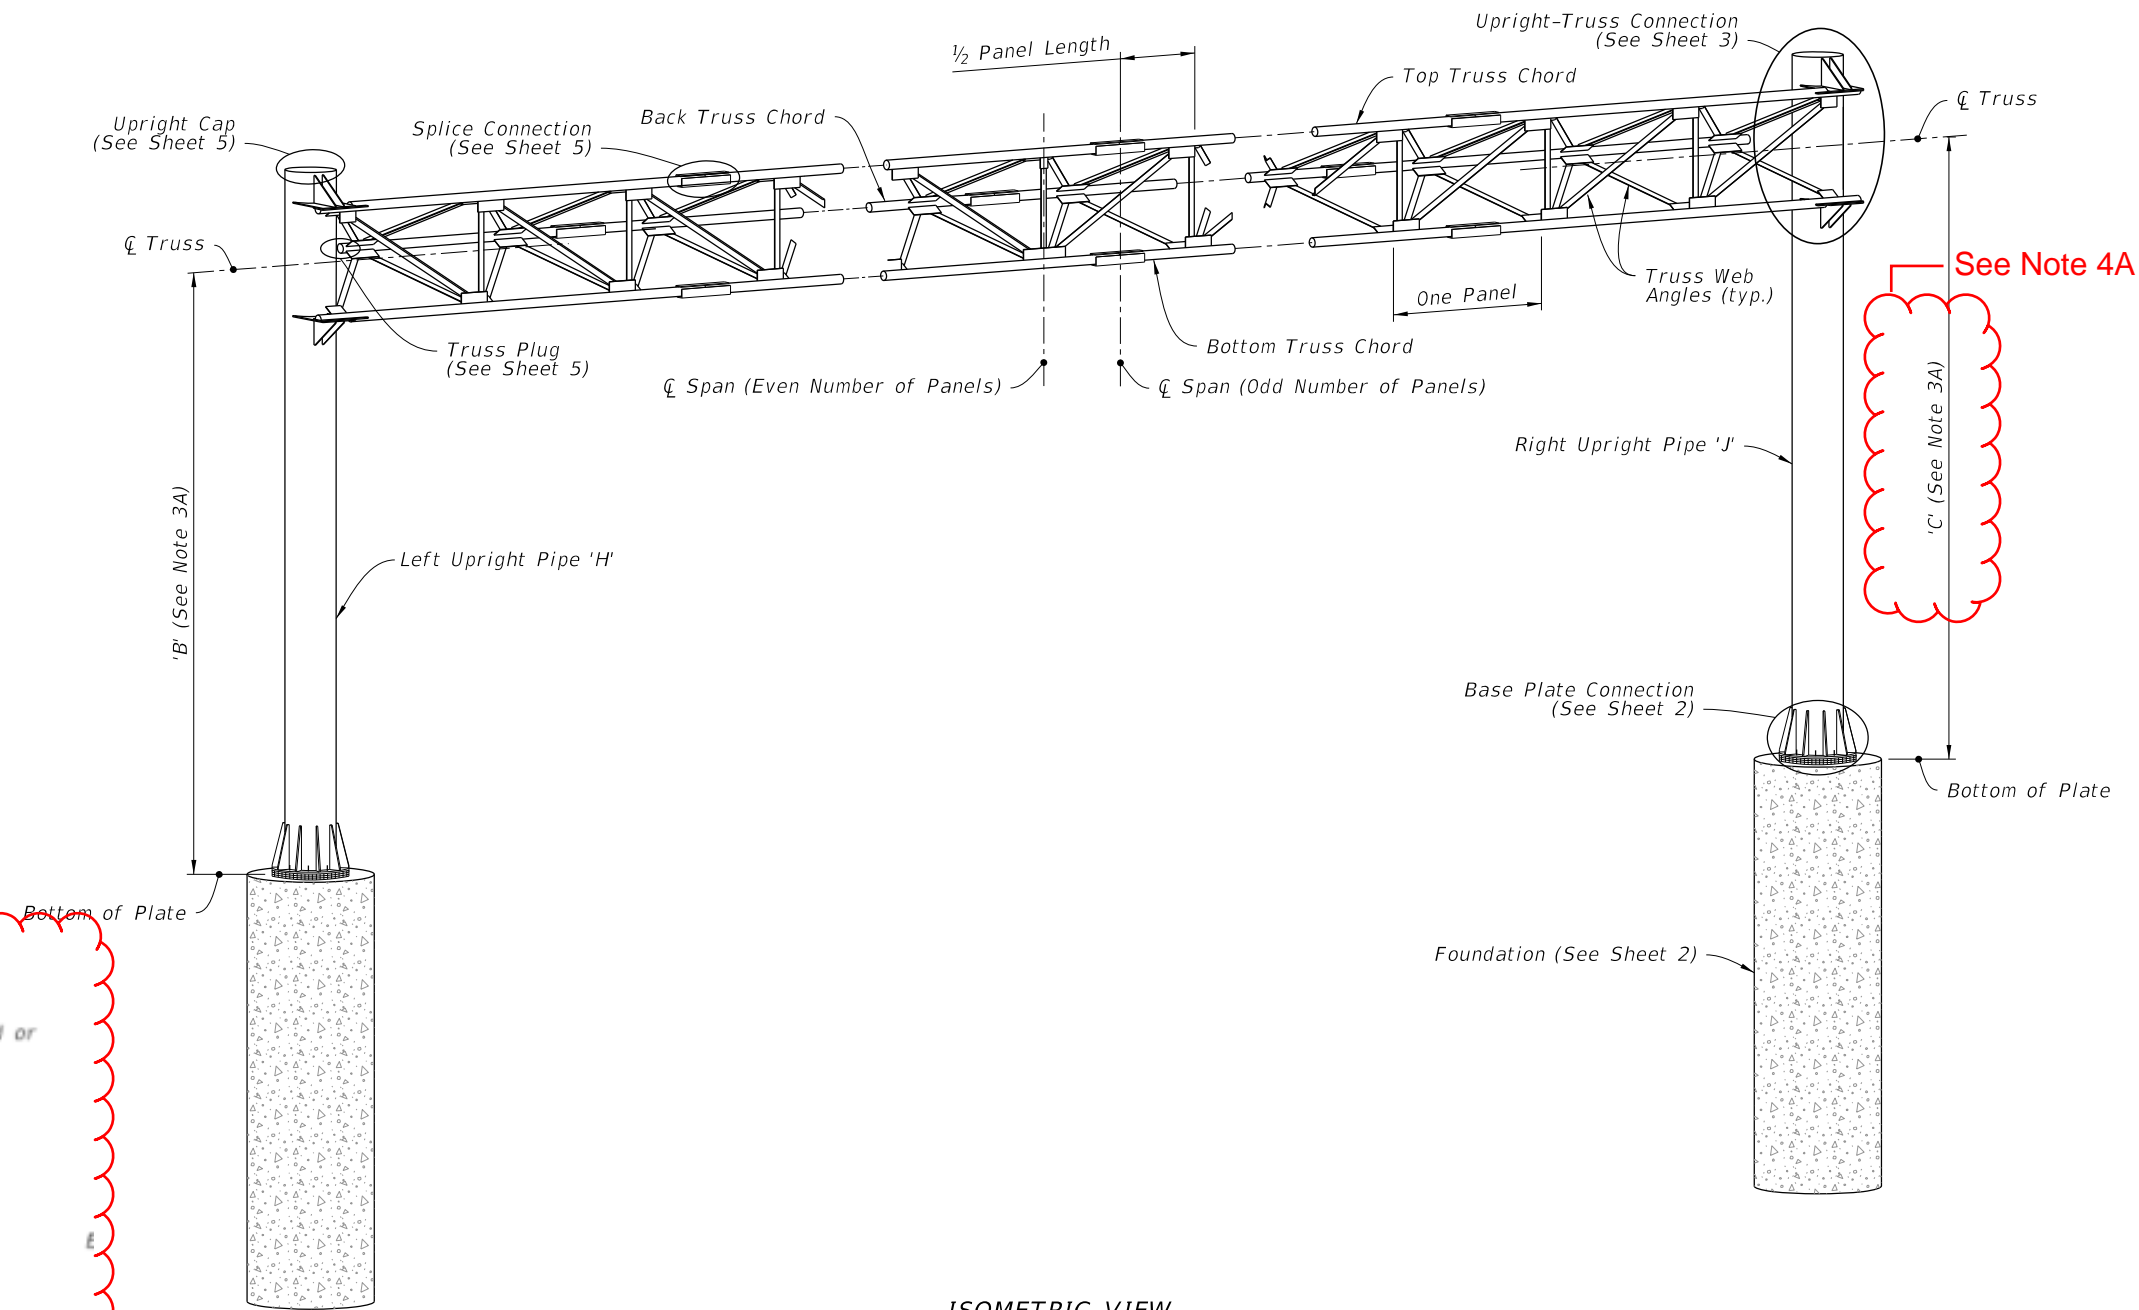 Upright-Truss Connection
(See Sheet 3)
½ Panel Length
Top Truss Chord
℄ Truss
Back Truss Chord
Upright Cap
(See Sheet 5)
Splice Connection
(See Sheet 5)
℄ Truss
See Note 4A
Truss Web
Angles (typ.)
One Panel
Truss Plug
(See Sheet 5)
Bottom Truss Chord
℄ Span (Even Number of Panels)
℄ Span (Odd Number of Panels)
'C' (See Note 3A)
Right Upright Pipe 'J'
'B' (See Note 3A)
Left Upright Pipe 'H'
Base Plate Connection
(See Sheet 2)
Bottom of Plate
Bottom of Plate
Foundation (See Sheet 2)
or
ISOMETRIC VIEW